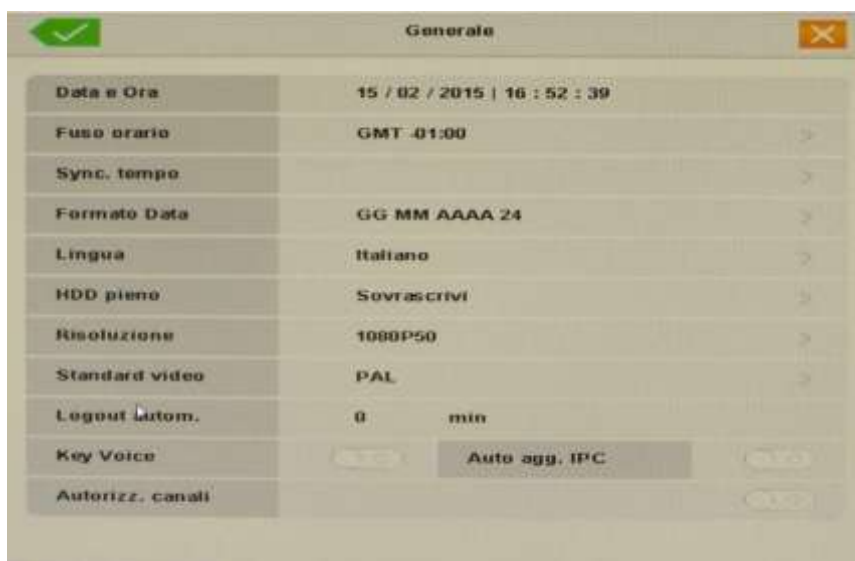 Generale
Data e Ora 15 / 02 / 2015 | 16 : 52 : 39
Fuso orario GMT -01:00 >
Sync. tempo >
Formato Data GG MM AAAA 24 >
Lingua Italiano >
HDD pieno Sovrascrivi >
Risoluzione 1080P50 >
Standard video PAL >
Logout autom. 0 min
Key Voice Auto agg. IPC
Autorizz. canali